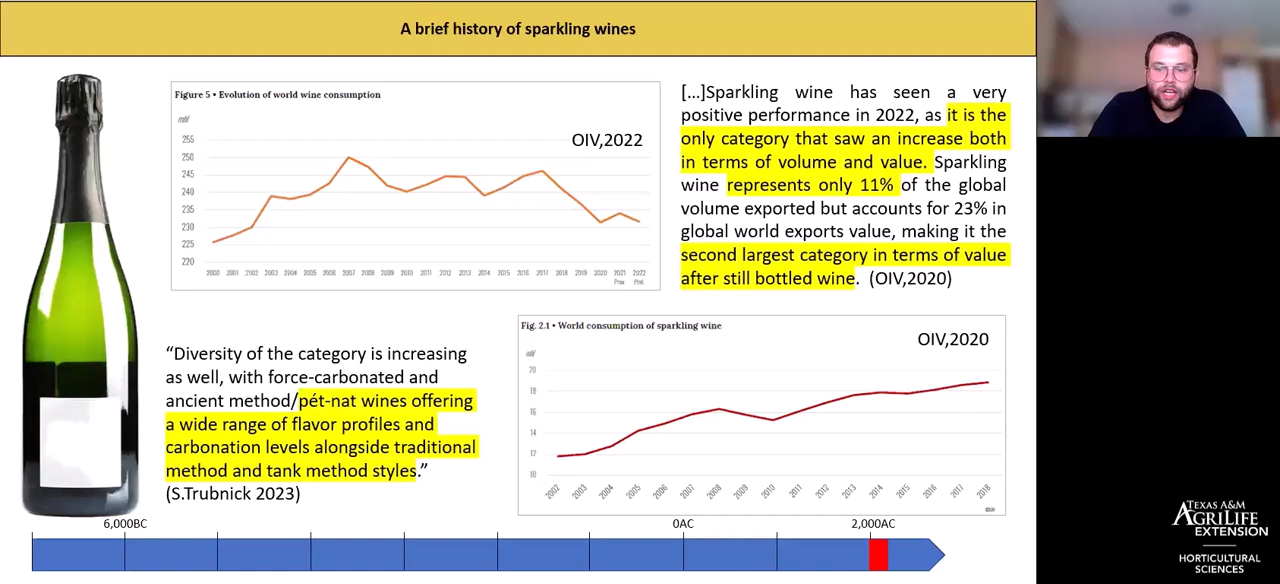 A brief history of sparkling wines
Figure 5 • Evolution of world wine consumption
mhl
OIV,2022
255
250
245
240
235
230
225
220
2000 2001 2002 2003 2004 2005 2006 2007 2008 2009 2010 2011 2012 2013 2014 2015 2016 2017 2018 2019 2020 2021 2022
Prov. Prel.
[...]Sparkling wine has seen a very
positive performance in 2022, as it is the
only category that saw an increase both
in terms of volume and value. Sparkling
wine represents only 11% of the global
volume exported but accounts for 23% in
global world exports value, making it the
second largest category in terms of value
after still bottled wine. (OIV,2020)
“Diversity of the category is increasing
as well, with force-carbonated and
ancient method/pét-nat wines offering
a wide range of flavor profiles and
carbonation levels alongside traditional
method and tank method styles.”
(S.Trubnick 2023)
Fig. 2.1 • World consumption of sparkling wine
OIV,2020
mhl
20
18
16
14
12
10
2002 2003 2004 2005 2006 2007 2008 2009 2010 2011 2012 2013 2014 2015 2016 2017 2018
©OIV
6,000BC
0AC
2,000AC
TEXAS A&M
AGRILIFE
EXTENSION
HORTICULTURAL
SCIENCES